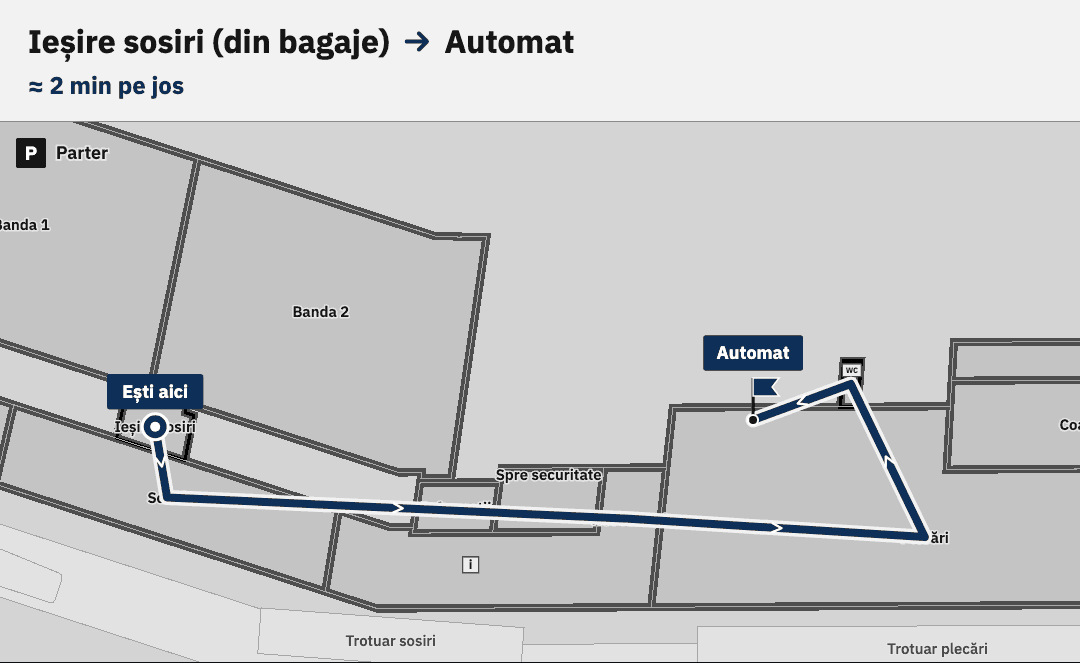 Ieșire sosiri (din bagaje) → Automat
≈ 2 min pe jos
P Parter
Banda 1
Banda 2
Automat
WC
Ești aici
Spre securitate
i
Trotuar sosiri
Trotuar plecări